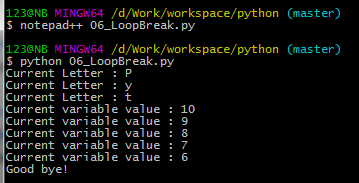 123@NB MINGW64 /d/Work/workspace/python (master)
$ notepad++ 06_LoopBreak.py
123@NB MINGW64 /d/Work/workspace/python (master)
$ python 06_LoopBreak.py
Current Letter : P
Current Letter : y
Current Letter : t
Current variable value : 10
Current variable value : 9
Current variable value : 8
Current variable value : 7
Current variable value : 6
Good bye!